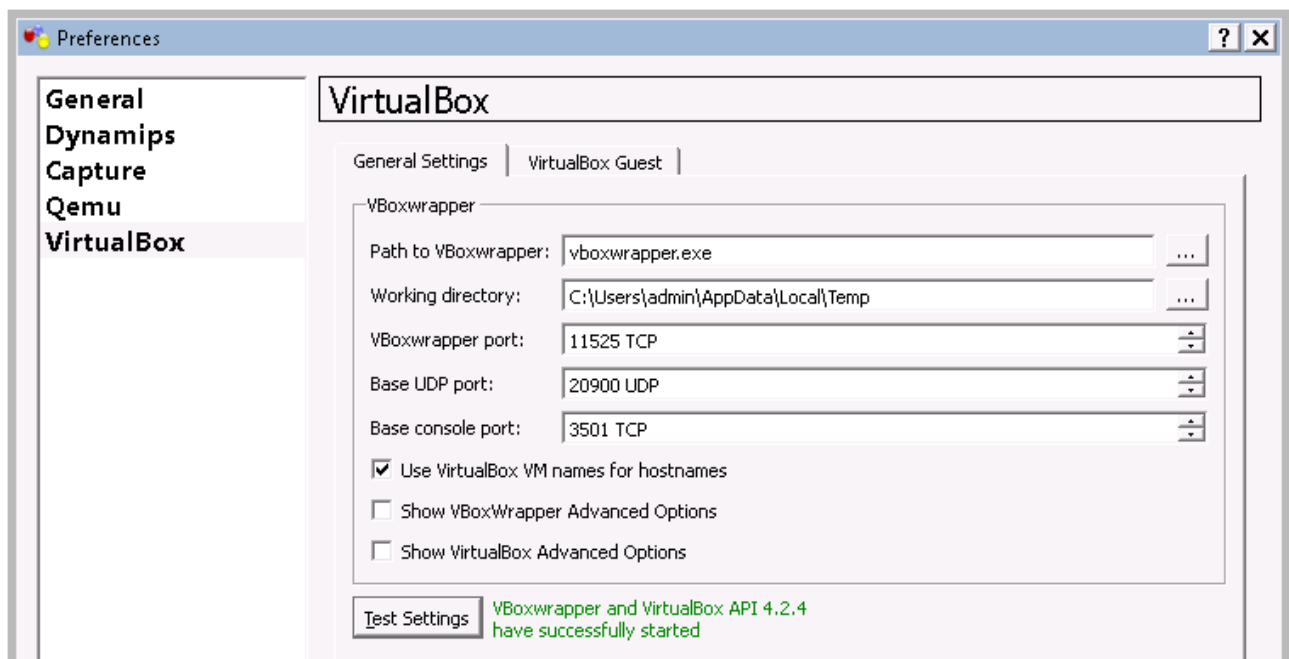 Preferences
? X
General
Dynamips
Capture
Qemu
VirtualBox
VirtualBox
General Settings
VirtualBox Guest
VBoxwrapper
Path to VBoxwrapper: vboxwrapper.exe ...
Working directory: C:\Users\admin\AppData\Local\Temp ...
VBoxwrapper port: 11525 TCP
Base UDP port: 20900 UDP
Base console port: 3501 TCP
Use VirtualBox VM names for hostnames
Show VBoxWrapper Advanced Options
Show VirtualBox Advanced Options
Test Settings
VBoxwrapper and VirtualBox API 4.2.4
have successfully started